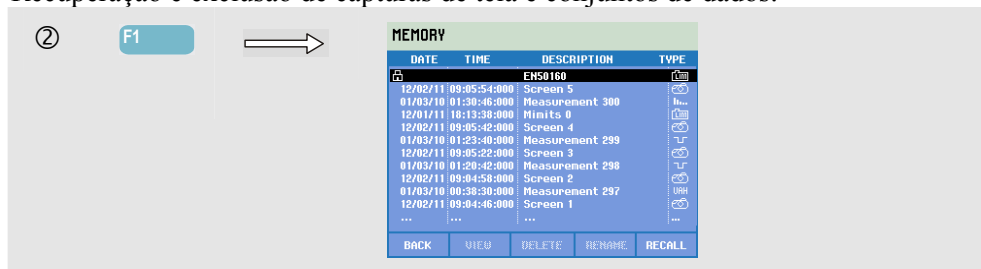 Recuperação e exclusão de capturas de tela e conjuntos de dados:
② F1
MEMORY
DATE TIME DESCRIPTION TYPE
EN50160
12/02/11 09:05:54:000 Screen 5
01/03/10 01:30:46:000 Measurement 300
12/01/11 18:13:38:000 Mimits 0
12/02/11 09:05:42:000 Screen 4
01/03/10 01:23:40:000 Measurement 299
12/02/11 09:05:22:000 Screen 3
01/03/10 01:20:42:000 Measurement 298
12/02/11 09:04:58:000 Screen 2
01/03/10 00:38:30:000 Measurement 297 VAH
12/02/11 09:04:46:000 Screen 1
... ... ... ...
BACK VIEW DELETE RENAME RECALL